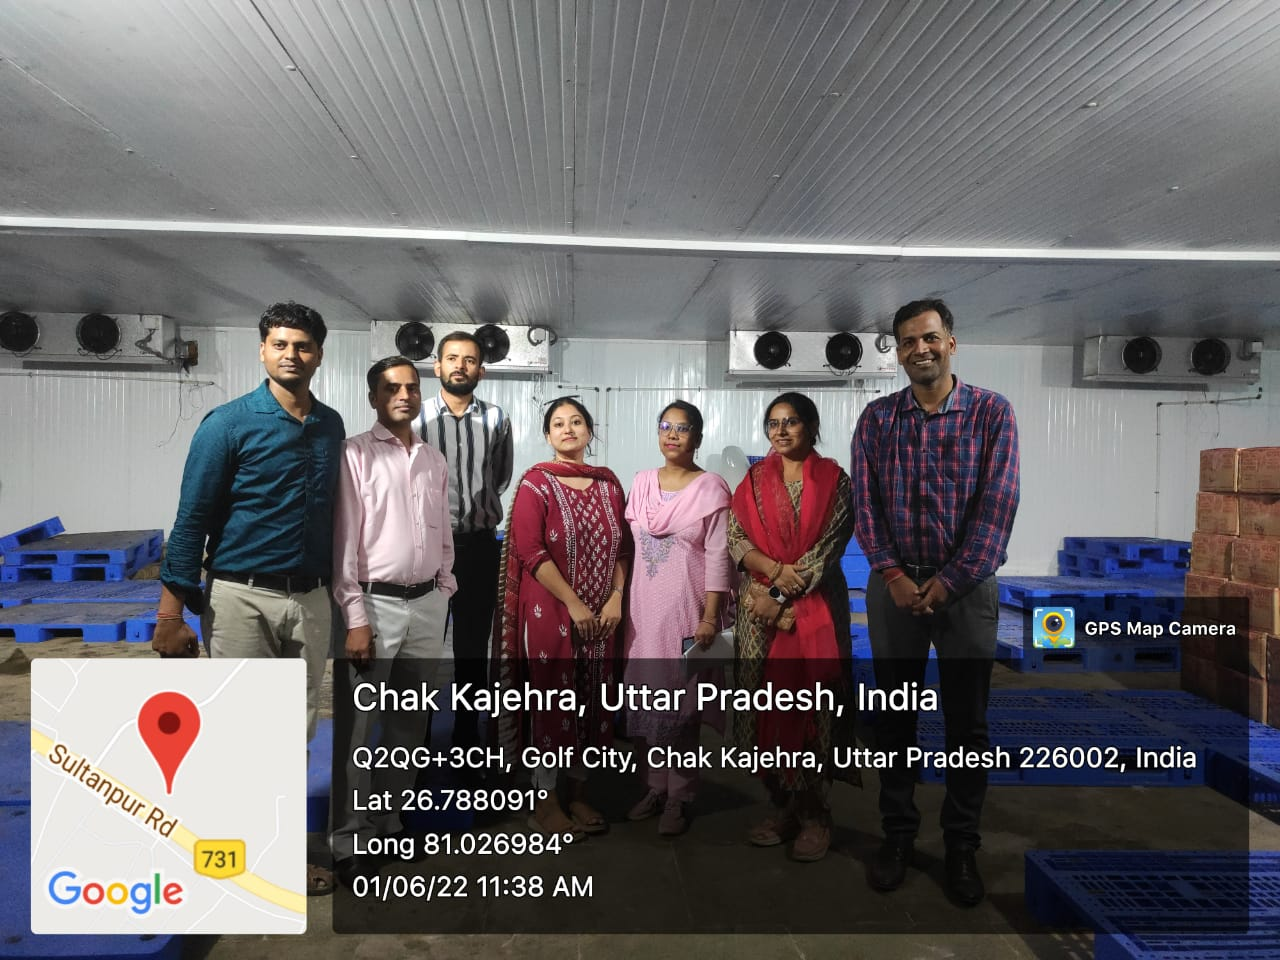 GPS Map Camera
Chak Kajehra, Uttar Pradesh, India
Q2QG+3CH, Golf City, Chak Kajehra, Uttar Pradesh 226002, India
Lat 26.788091°
Long 81.026984°
01/06/22 11:38 AM
Sultanpur Rd
731
Google